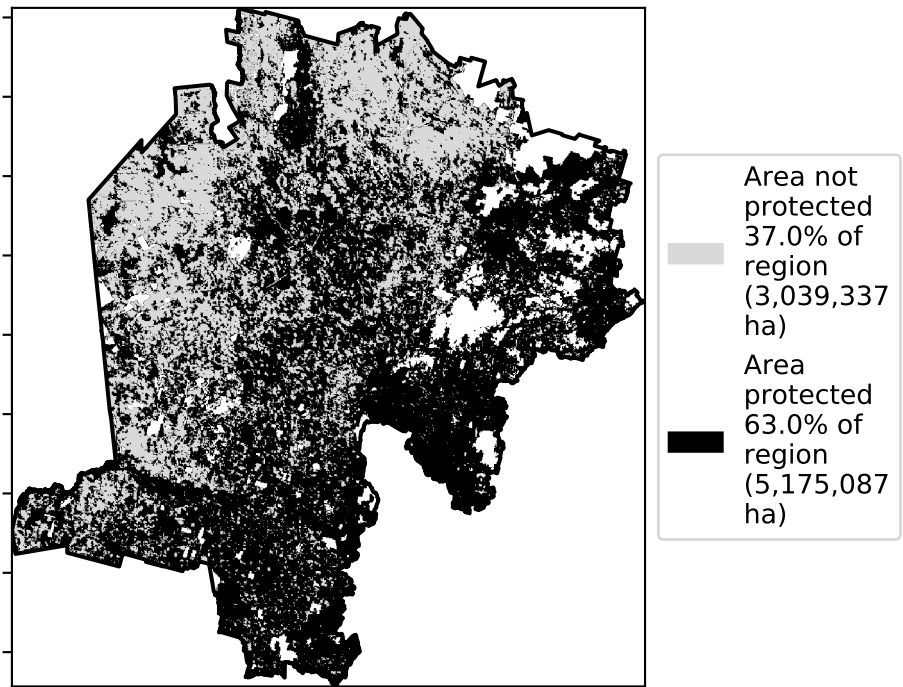 Area not
protected
37.0% of
region
(3,039,337
ha)
Area
protected
63.0% of
region
(5,175,087
ha)